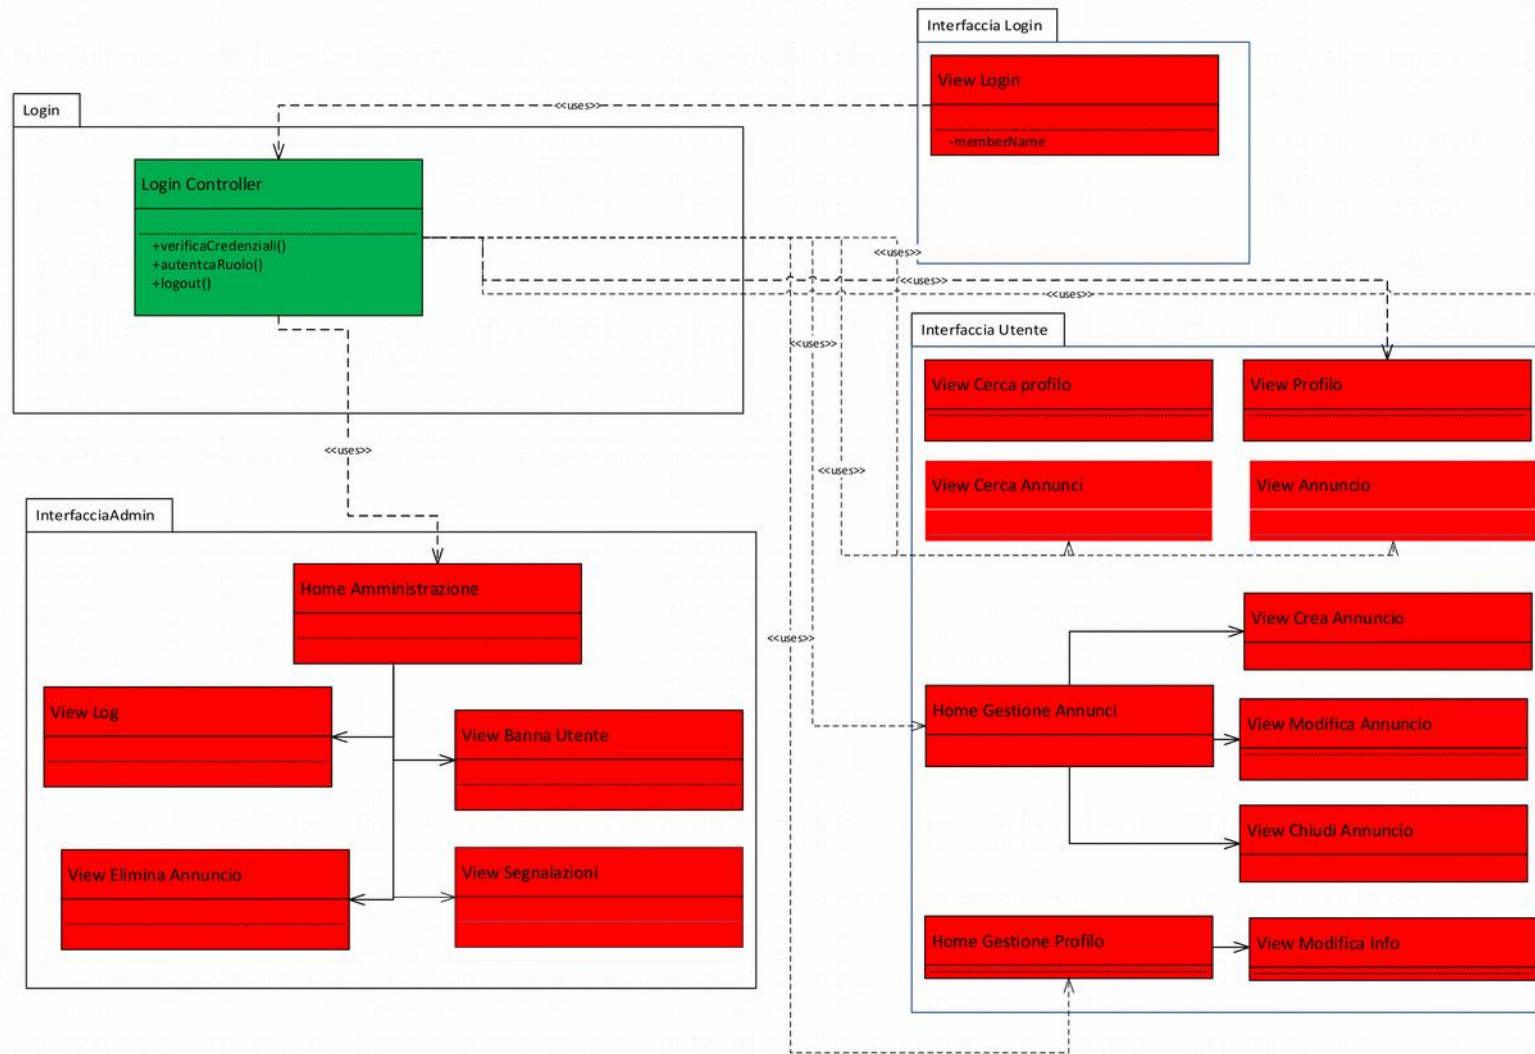 Interfaccia Login
View Login
-memberName
<<uses>>
Login
Login Controller
+verificaCredenziali()
+autentcaRuolo()
+logout()
<<uses>>
<<uses>>
<<uses>>
<<uses>>
<<uses>>
<<uses>>
<<uses>>
Interfaccia Utente
View Cerca profilo
View Profilo
View Cerca Annunci
View Annuncio
View Crea Annuncio
Home Gestione Annunci
View Modifica Annuncio
View Chiudi Annuncio
Home Gestione Profilo
View Modifica Info
InterfacciaAdmin
Home Amministrazione
View Log
View Banna Utente
View Elimina Annuncio
View Segnalazioni